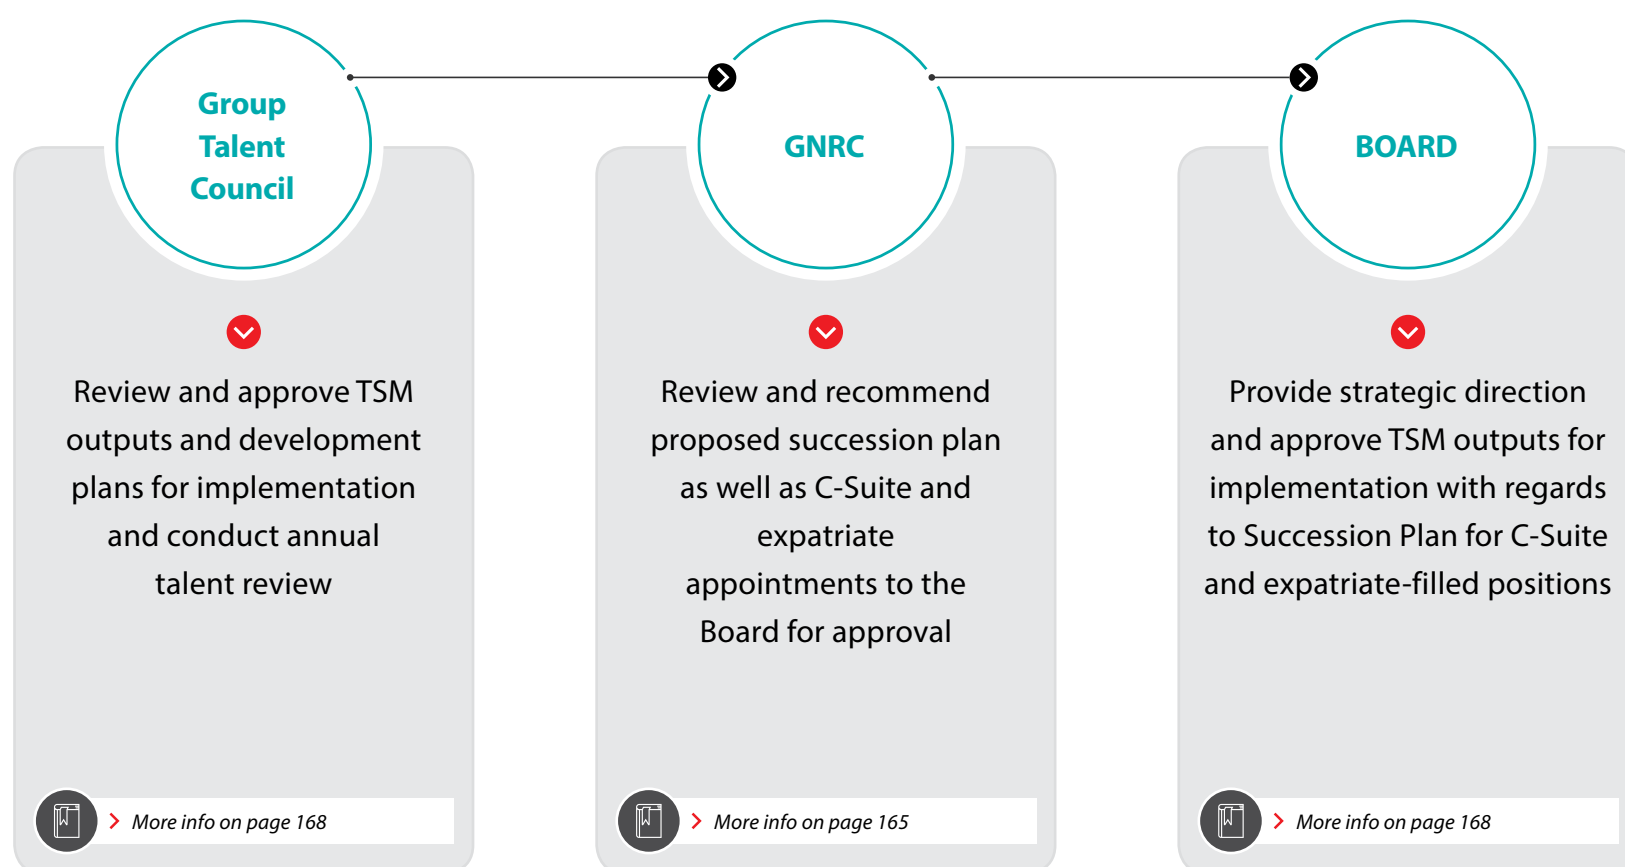 Group
Talent
Council
Review and approve TSM
outputs and development
plans for implementation
and conduct annual
talent review
More info on page 168
GNRC
Review and recommend
proposed succession plan
as well as C-Suite and
expatriate
appointments to the
Board for approval
More info on page 165
BOARD
Provide strategic direction
and approve TSM outputs for
implementation with regards
to Succession Plan for C-Suite
and expatriate-filled positions
More info on page 168